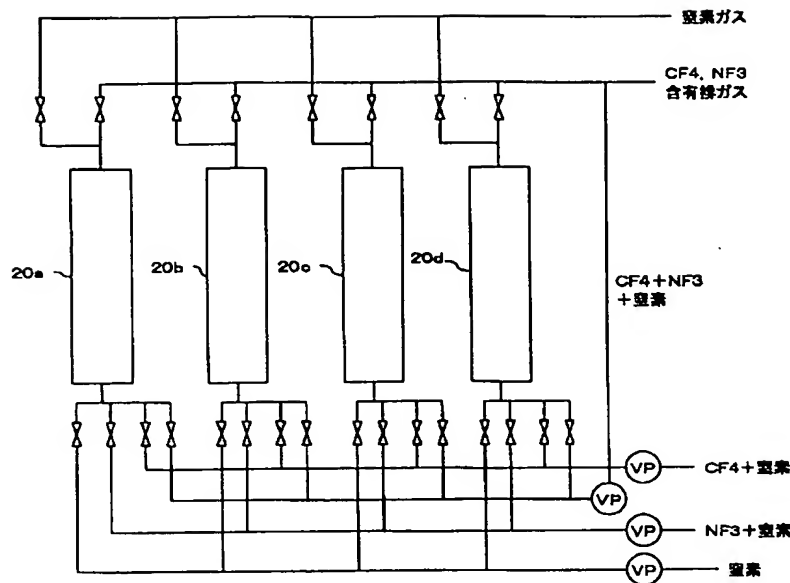 窒素ガス
CF4, NF3
含有排ガス
20a
20b
20c
20d
CF4+NF3
+窒素
VP
CF4+窒素
VP
VP
NF3+窒素
VP
窒素